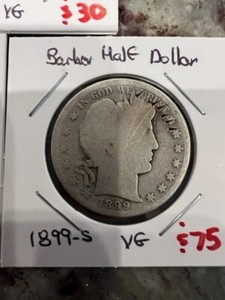 VG $30
Barber Half Dollar
IN GOD WE TRUST
1899
1899-S VG $75